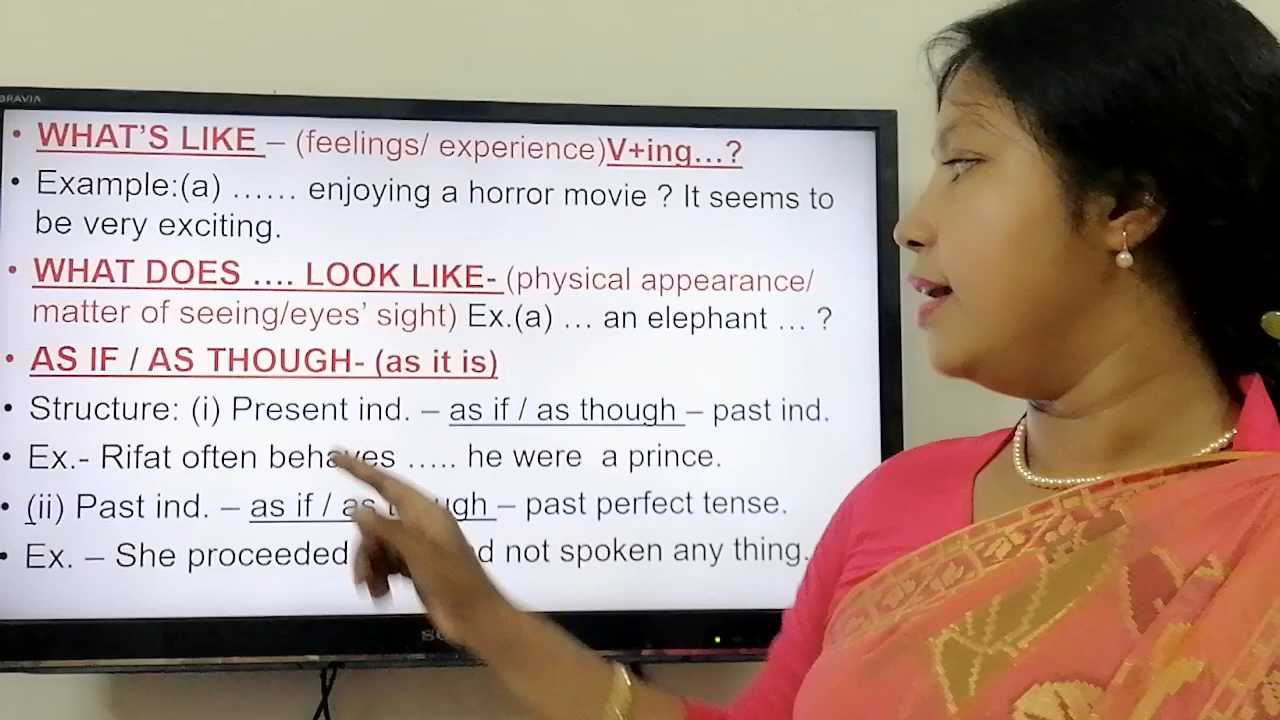 BRAVIA
• WHAT'S LIKE – (feelings/ experience)V+ing...?
• Example:(a) ...... enjoying a horror movie ? It seems to
be very exciting.
• WHAT DOES .... LOOK LIKE- (physical appearance/
matter of seeing/eyes' sight) Ex.(a) ... an elephant ... ?
• AS IF / AS THOUGH- (as it is)
• Structure: (i) Present ind. – as if / as though – past ind.
• Ex.- Rifat often behaves ..... he were a prince.
• (ii) Past ind. – as if / as though – past perfect tense.
• Ex. – She proceeded not spoken any thing.